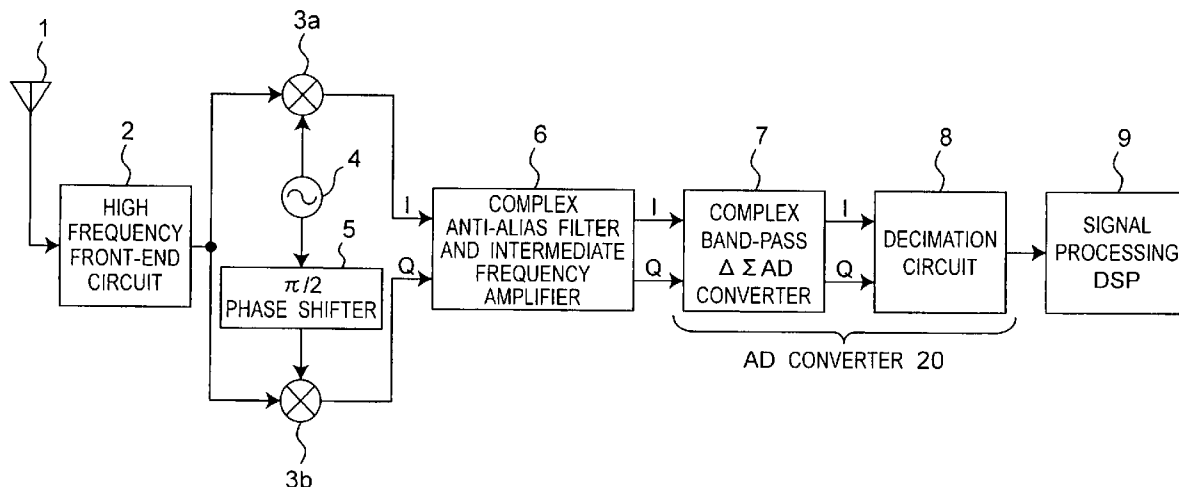 1
2
HIGH
FREQUENCY
FRONT-END
CIRCUIT
3a
4
5
π/2
PHASE SHIFTER
3b
I
Q
6
COMPLEX
ANTI-ALIAS FILTER
AND INTERMEDIATE
FREQUENCY
AMPLIFIER
I
Q
7
COMPLEX
BAND-PASS
Δ Σ AD
CONVERTER
I
Q
8
DECIMATION
CIRCUIT
AD CONVERTER 20
9
SIGNAL
PROCESSING
DSP